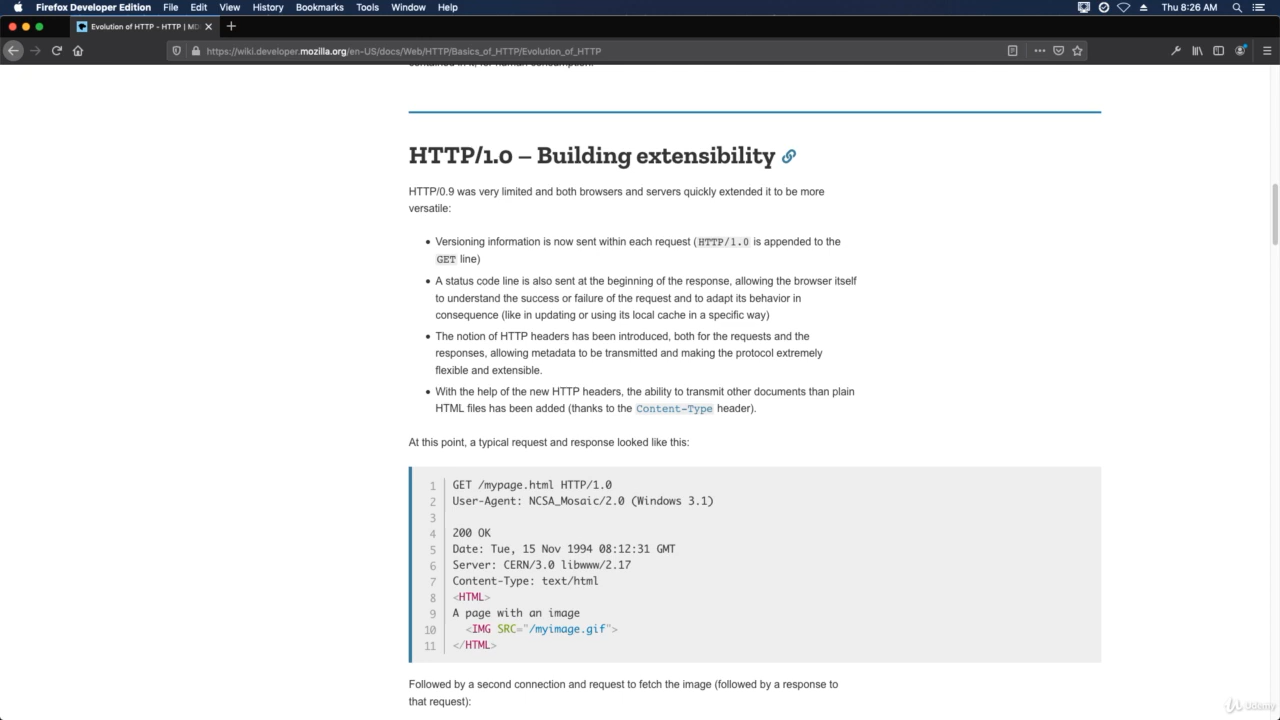 Firefox Developer Edition File Edit View History Bookmarks Tools Window Help Thu 8:26 AM
Evolution of HTTP - HTTP | MD
https://wiki.developer.mozilla.org/en-US/docs/Web/HTTP/Basics_of_HTTP/Evolution_of_HTTP
contained in it, for human consumption.
HTTP/1.0 – Building extensibility
HTTP/0.9 was very limited and both browsers and servers quickly extended it to be more
versatile:
• Versioning information is now sent within each request (HTTP/1.0 is appended to the
GET line)
• A status code line is also sent at the beginning of the response, allowing the browser itself
to understand the success or failure of the request and to adapt its behavior in
consequence (like in updating or using its local cache in a specific way)
• The notion of HTTP headers has been introduced, both for the requests and the
responses, allowing metadata to be transmitted and making the protocol extremely
flexible and extensible.
• With the help of the new HTTP headers, the ability to transmit other documents than plain
HTML files has been added (thanks to the Content-Type header).
At this point, a typical request and response looked like this:
1 GET /mypage.html HTTP/1.0
2 User-Agent: NCSA_Mosaic/2.0 (Windows 3.1)
3
4 200 OK
5 Date: Tue, 15 Nov 1994 08:12:31 GMT
6 Server: CERN/3.0 libwww/2.17
7 Content-Type: text/html
8 <HTML>
9 A page with an image
10 <IMG SRC="/myimage.gif">
11 </HTML>
Followed by a second connection and request to fetch the image (followed by a response to
that request):
Udemy